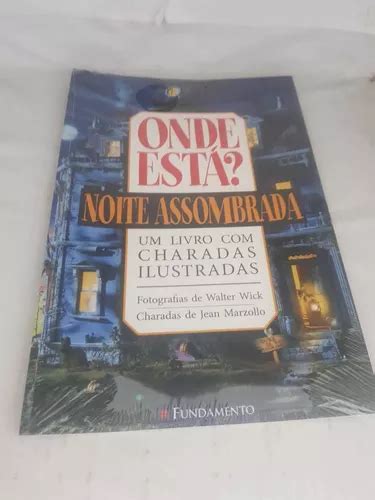 ONDE
ESTÁ?
NOITE ASSOMBRADA
UM LIVRO COM
CHARADAS
ILUSTRADAS
Fotografias de Walter Wick
Charadas de Jean Marzollo
FUNDAMENTO